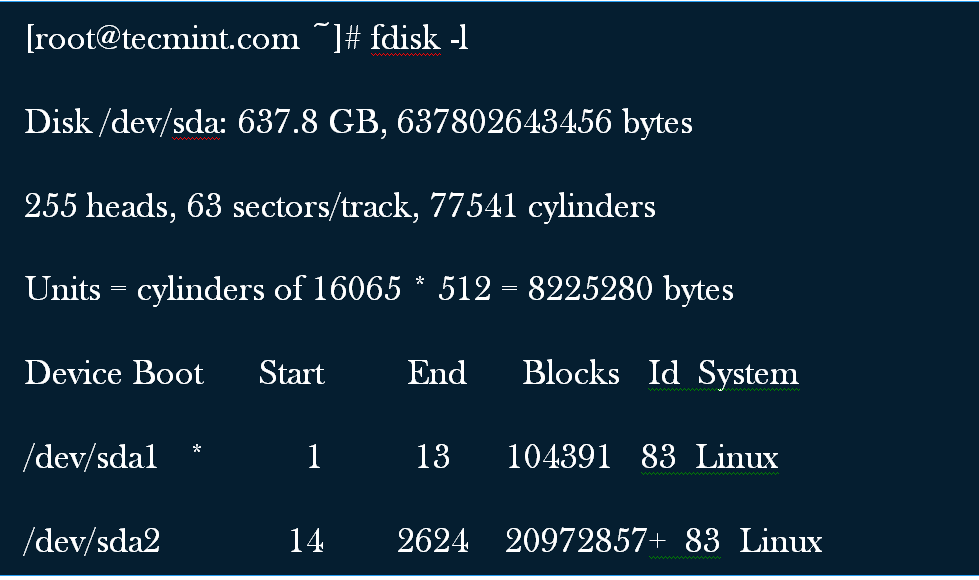 [root@tecmint.com ~]# fdisk -l
Disk /dev/sda: 637.8 GB, 637802643456 bytes
255 heads, 63 sectors/track, 77541 cylinders
Units = cylinders of 16065 * 512 = 8225280 bytes
Device Boot Start End Blocks Id System
/dev/sda1 * 1 13 104391 83 Linux
/dev/sda2 14 2624 20972857+ 83 Linux